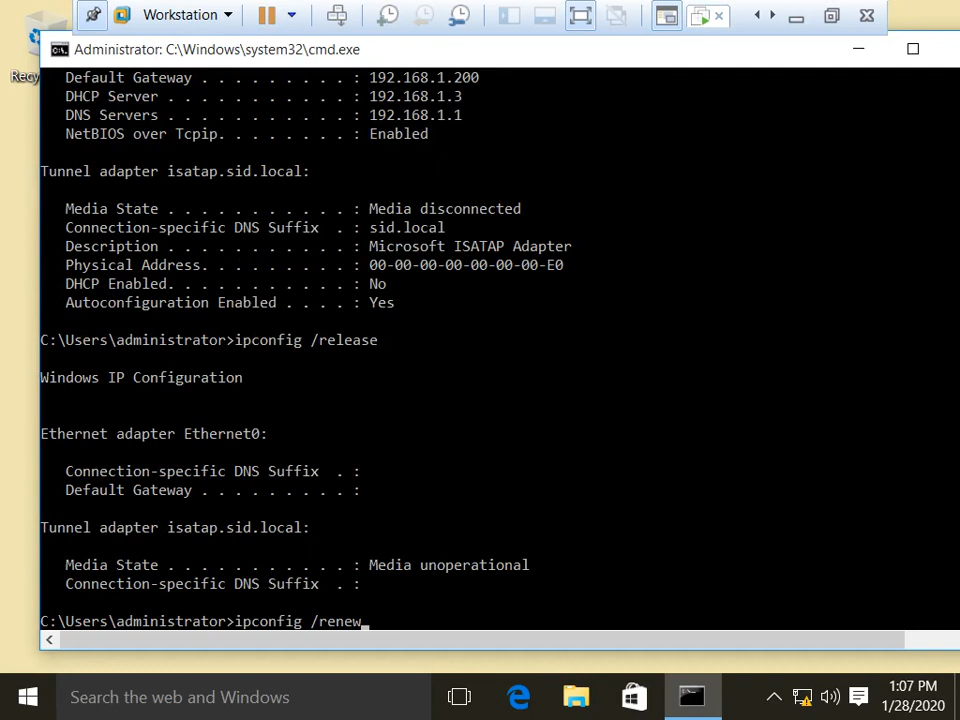 Workstation
Administrator: C:\Windows\system32\cmd.exe
Default Gateway . . . . . . . . . : 192.168.1.200
DHCP Server . . . . . . . . . . . : 192.168.1.3
DNS Servers . . . . . . . . . . . : 192.168.1.1
NetBIOS over Tcpip. . . . . . . . : Enabled
Tunnel adapter isatap.sid.local:
Media State . . . . . . . . . . . : Media disconnected
Connection-specific DNS Suffix  . : sid.local
Description . . . . . . . . . . . : Microsoft ISATAP Adapter
Physical Address. . . . . . . . . : 00-00-00-00-00-00-00-E0
DHCP Enabled. . . . . . . . . . . : No
Autoconfiguration Enabled . . . . : Yes
C:\Users\administrator>ipconfig /release
Windows IP Configuration
Ethernet adapter Ethernet0:
Connection-specific DNS Suffix  . :
Default Gateway . . . . . . . . . :
Tunnel adapter isatap.sid.local:
Media State . . . . . . . . . . . : Media unoperational
Connection-specific DNS Suffix  . :
C:\Users\administrator>ipconfig /renew_
Search the web and Windows
1:07 PM
1/28/2020